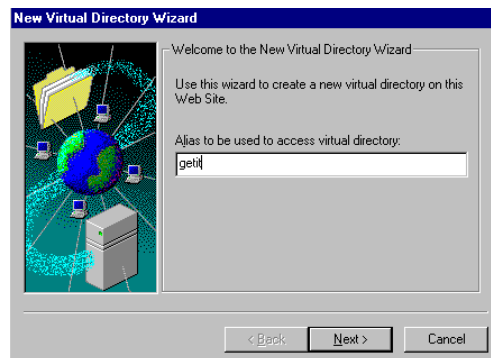 New Virtual Directory Wizard
Welcome to the New Virtual Directory Wizard
Use this wizard to create a new virtual directory on this
Web Site.
Alias to be used to access virtual directory:
getit
< Back
Next >
Cancel